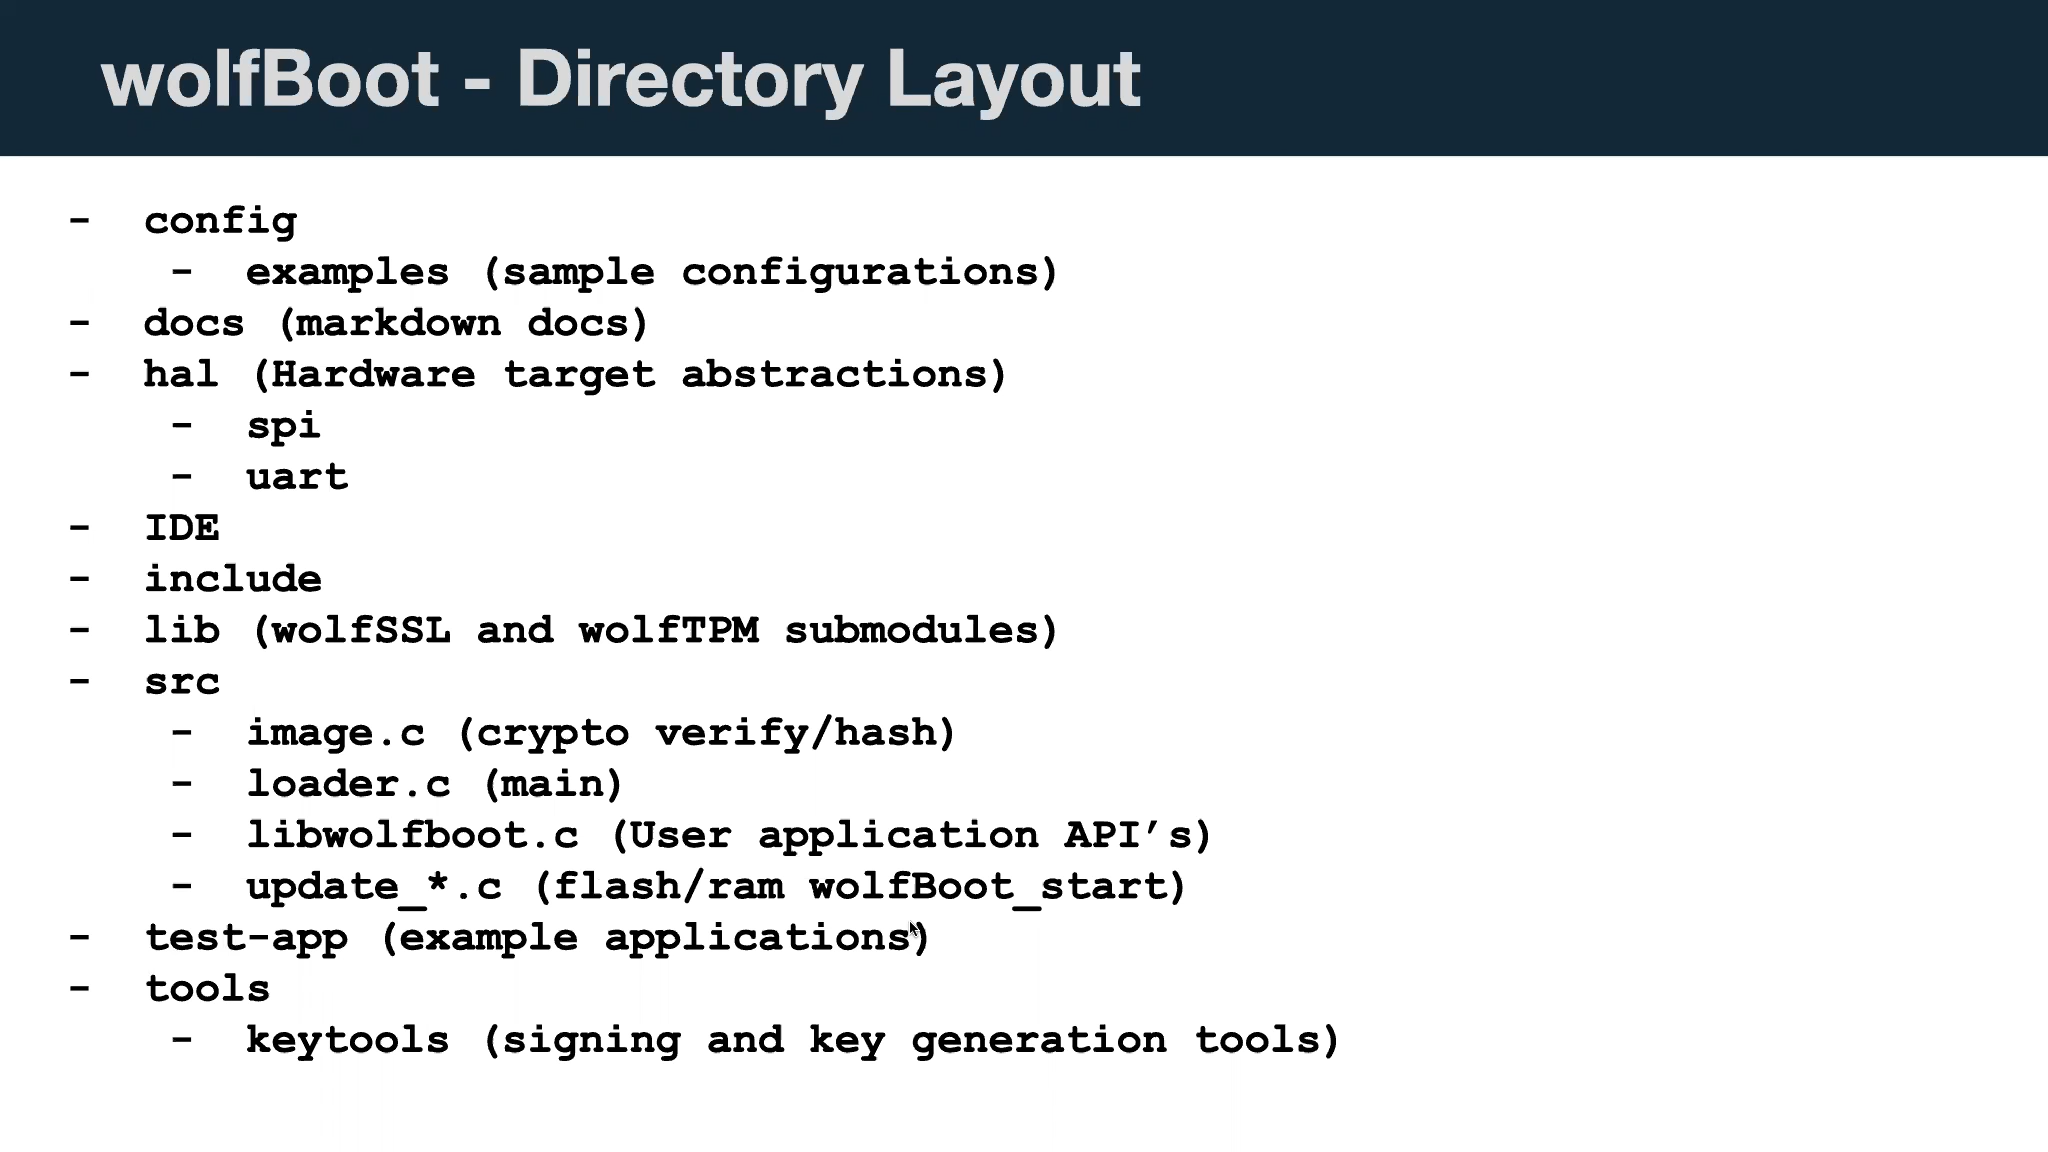 wolfBoot - Directory Layout
- config
- examples (sample configurations)
- docs (markdown docs)
- hal (Hardware target abstractions)
- spi
- uart
- IDE
- include
- lib (wolfSSL and wolfTPM submodules)
- src
- image.c (crypto verify/hash)
- loader.c (main)
- libwolfboot.c (User application API’s)
- update_*.c (flash/ram wolfBoot_start)
- test-app (example applications)
- tools
- keytools (signing and key generation tools)